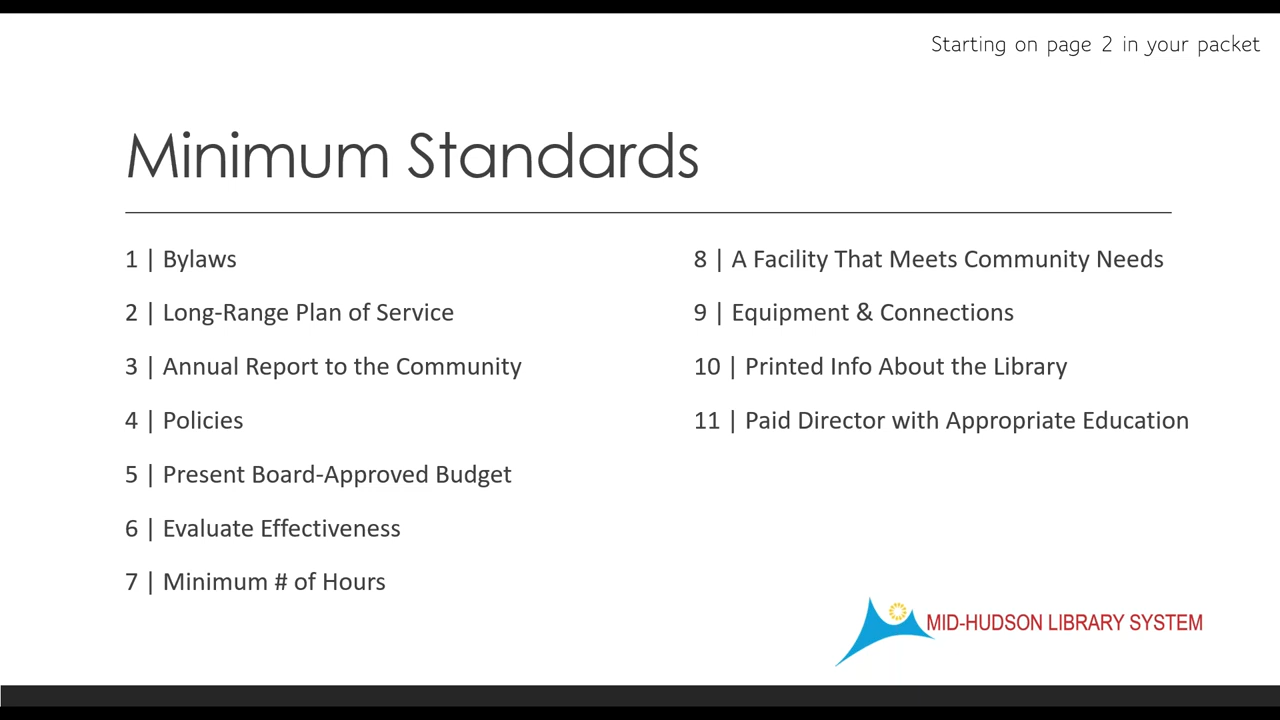 Starting on page 2 in your packet
Minimum Standards
1 | Bylaws
2 | Long-Range Plan of Service
3 | Annual Report to the Community
4 | Policies
5 | Present Board-Approved Budget
6 | Evaluate Effectiveness
7 | Minimum # of Hours
8 | A Facility That Meets Community Needs
9 | Equipment & Connections
10 | Printed Info About the Library
11 | Paid Director with Appropriate Education
MID-HUDSON LIBRARY SYSTEM